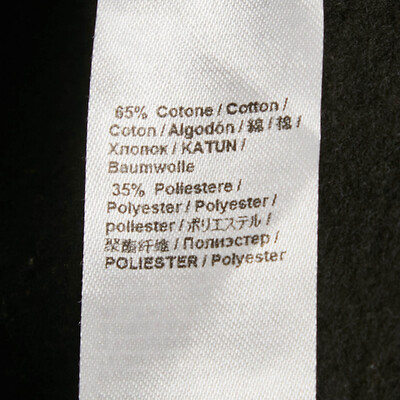 65% Cotone / Cotton /
Coton / Algodón / 綿 / 棉 /
Хлопок / KATUN /
Baumwolle
35% Poliestere /
Polyester / Polyester /
poliester / ポリエステル /
聚酯纤维 / Полиэстер /
POLIESTER / Polyester